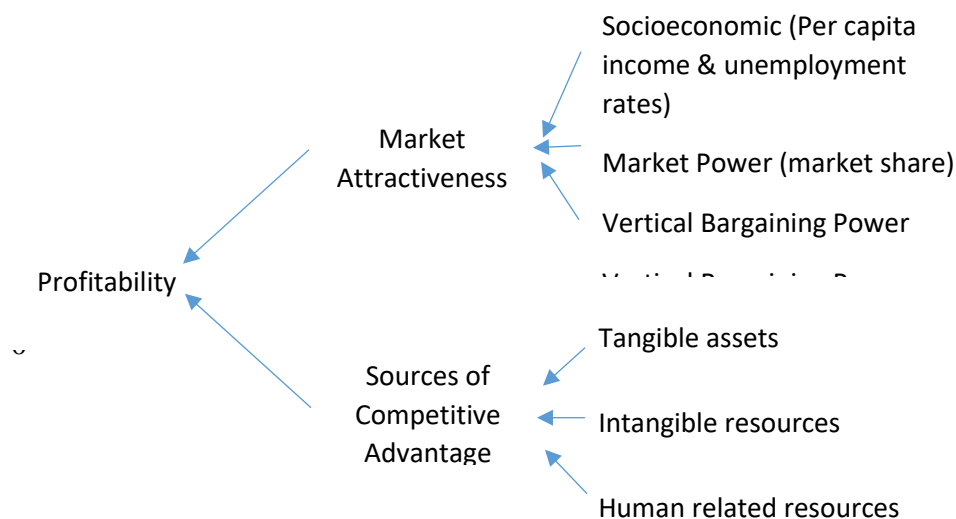 Socioeconomic (Per capita
income & unemployment
rates)
Market
Attractiveness
Market Power (market share)
Vertical Bargaining Power
Profitability
Tangible assets
Sources of
Competitive
Advantage
Intangible resources
Human related resources